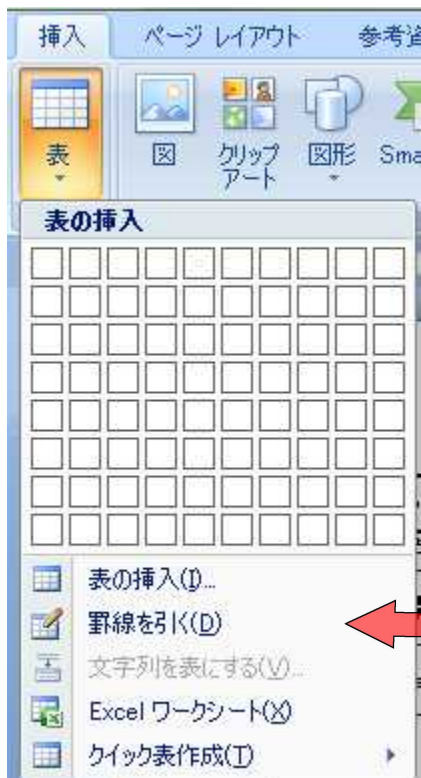 挿入 ページ レイアウト 参考資
表 図 クリップ アート 図形 Sma
表の挿入
表の挿入(I)...
罫線を引く(D)
文字列を表にする(V)...
Excel ワークシート(X)
クイック表作成(T)